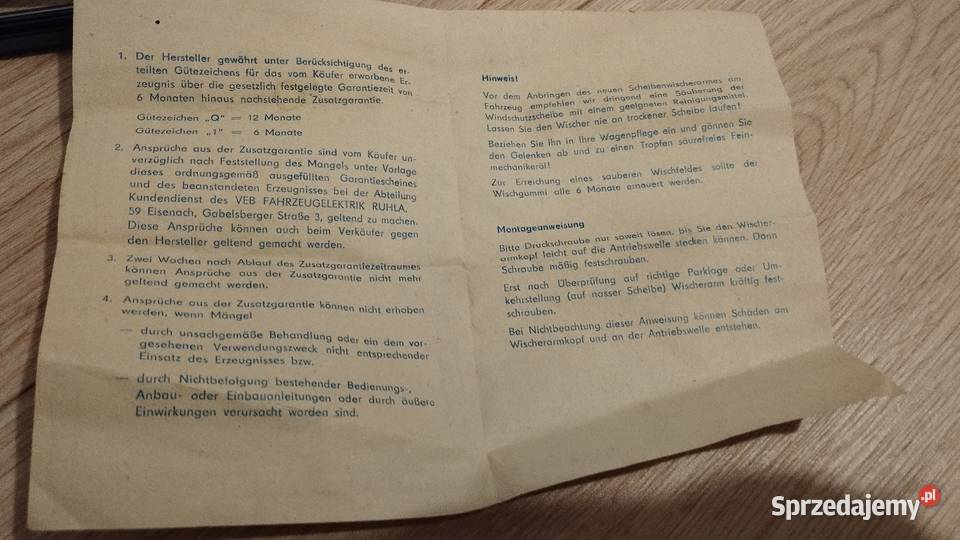 1. Der Hersteller gewährt unter Berücksichtigung des er-
teilten Gütezeichens für das vom Käufer erworbene Er-
zeugnis über die gesetzlich festgelegte Garantiezeit von
6 Monaten hinaus nachstehende Zusatzgarantie.
Gütezeichen „Q“ = 12 Monate
Gütezeichen „1“ = 6 Monate
2. Ansprüche aus der Zusatzgarantie sind vom Käufer un-
verzüglich nach Feststellung des Mangels unter Vorlage
dieses ordnungsgemäß ausgefüllten Garantiescheines
und des beanstandeten Erzeugnisses bei der Abteilung
Kundendienst des VEB FAHRZEUGELEKTRIK RUHLA,
59 Eisenach, Gabelsberger Straße 3, geltend zu machen.
Diese Ansprüche können auch beim Verkäufer gegen
den Hersteller geltend gemacht werden.
3. Zwei Wochen nach Ablauf des Zusatzgarantiezeitraumes
können Ansprüche aus der Zusatzgarantie nicht mehr
geltend gemacht werden.
4. Ansprüche aus der Zusatzgarantie können nicht erhoben
werden, wenn Mängel
— durch unsachgemäße Behandlung oder ein dem vor-
gesehenen Verwendungszweck nicht entsprechender
Einsatz des Erzeugnisses bzw.
— durch Nichtbefolgung bestehender Bedienungs-,
Anbau- oder Einbauanleitungen oder durch äußere
Einwirkungen verursacht worden sind.
Hinweis!
Vor dem Anbringen des neuen Scheibenwischerarmes am
Fahrzeug empfehlen wir dringend eine Säuberung der
Windschutzscheibe mit einem geeigneten Reinigungsmittel.
Lassen Sie den Wischer nie an trockener Scheibe laufen!
Beziehen Sie ihn in Ihre Wagenpflege ein und gönnen Sie
den Gelenken ab und zu einen Tropfen säurefreies Fein-
mechanikeröl!
Zur Erreichung eines sauberen Wischfeldes sollte der
Wischgummi alle 6 Monate erneuert werden.
Montageanweisung
Bitte Druckschraube nur soweit lösen, bis Sie den Wischer-
armkopf leicht auf die Antriebswelle stecken können. Dann
Schraube mäßig festschrauben.
Erst nach Überprüfung auf richtige Parklage oder Um-
kehrstellung (auf nasser Scheibe) Wischerarm kräftig fest-
schrauben.
Bei Nichtbeachtung dieser Anweisung können Schäden am
Wischerarmkopf und an der Antriebswelle entstehen.
Sprzedajemy.pl